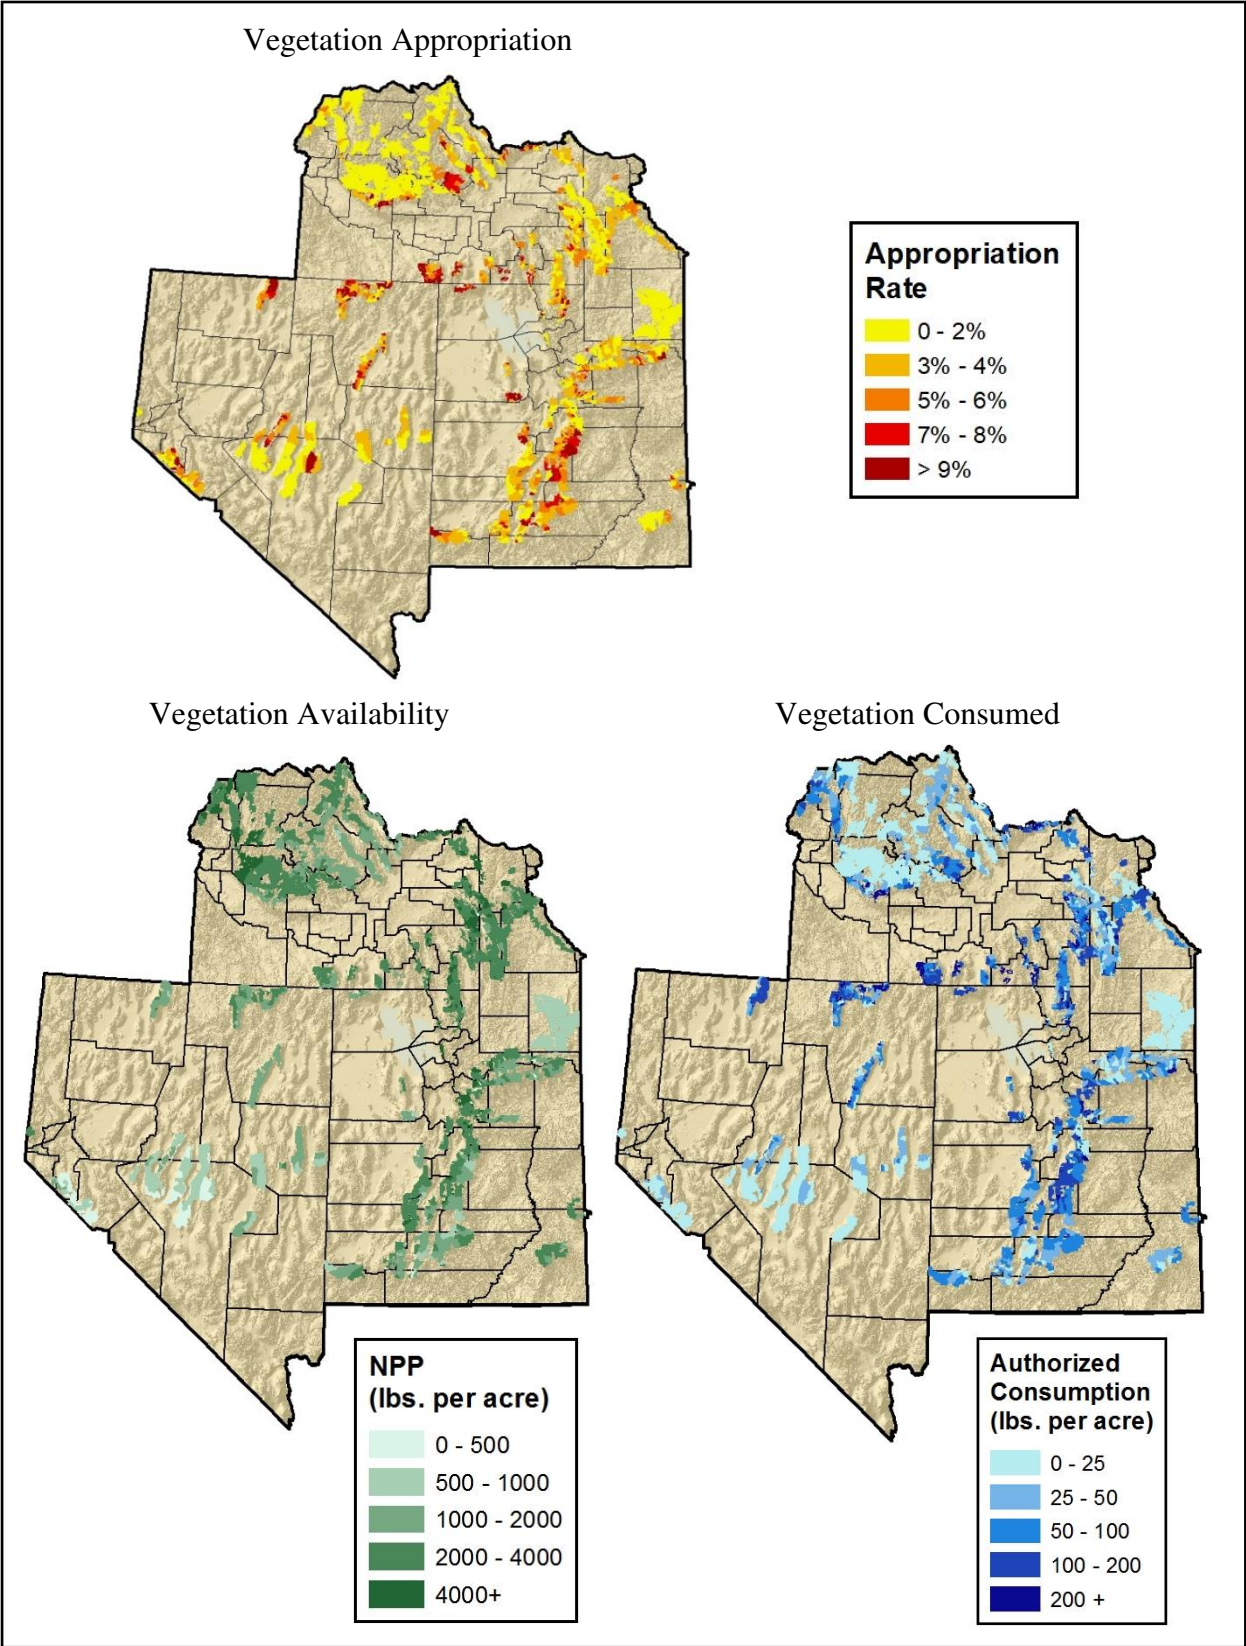 Vegetation Appropriation
Appropriation
Rate
0 - 2%
3% - 4%
5% - 6%
7% - 8%
> 9%
Vegetation Availability
Vegetation Consumed
NPP
(lbs. per acre)
0 - 500
500 - 1000
1000 - 2000
2000 - 4000
4000+
Authorized
Consumption
(lbs. per acre)
0 - 25
25 - 50
50 - 100
100 - 200
200 +